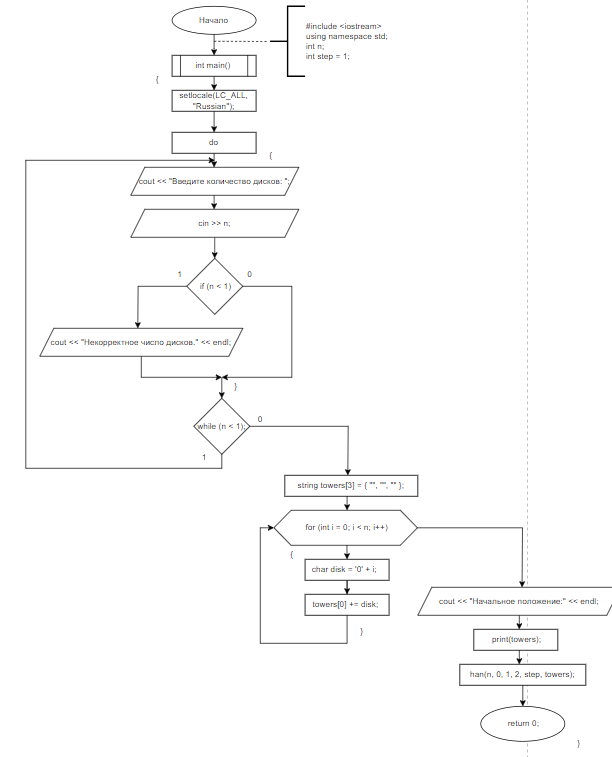 Начало
#include <iostream>
using namespace std;
int n;
int step = 1;
int main()
{
setlocale(LC_ALL,
"Russian");
do
{
cout << "Введите количество дисков: ";
cin >> n;
1
0
if (n < 1)
cout << "Некорректное число дисков." << endl;
}
while (n < 1);
0
1
string towers[3] = { "", "", "" };
for (int i = 0; i < n; i++)
{
char disk = '0' + i;
towers[0] += disk;
}
cout << "Начальное положение:" << endl;
print(towers);
han(n, 0, 1, 2, step, towers);
return 0;
}